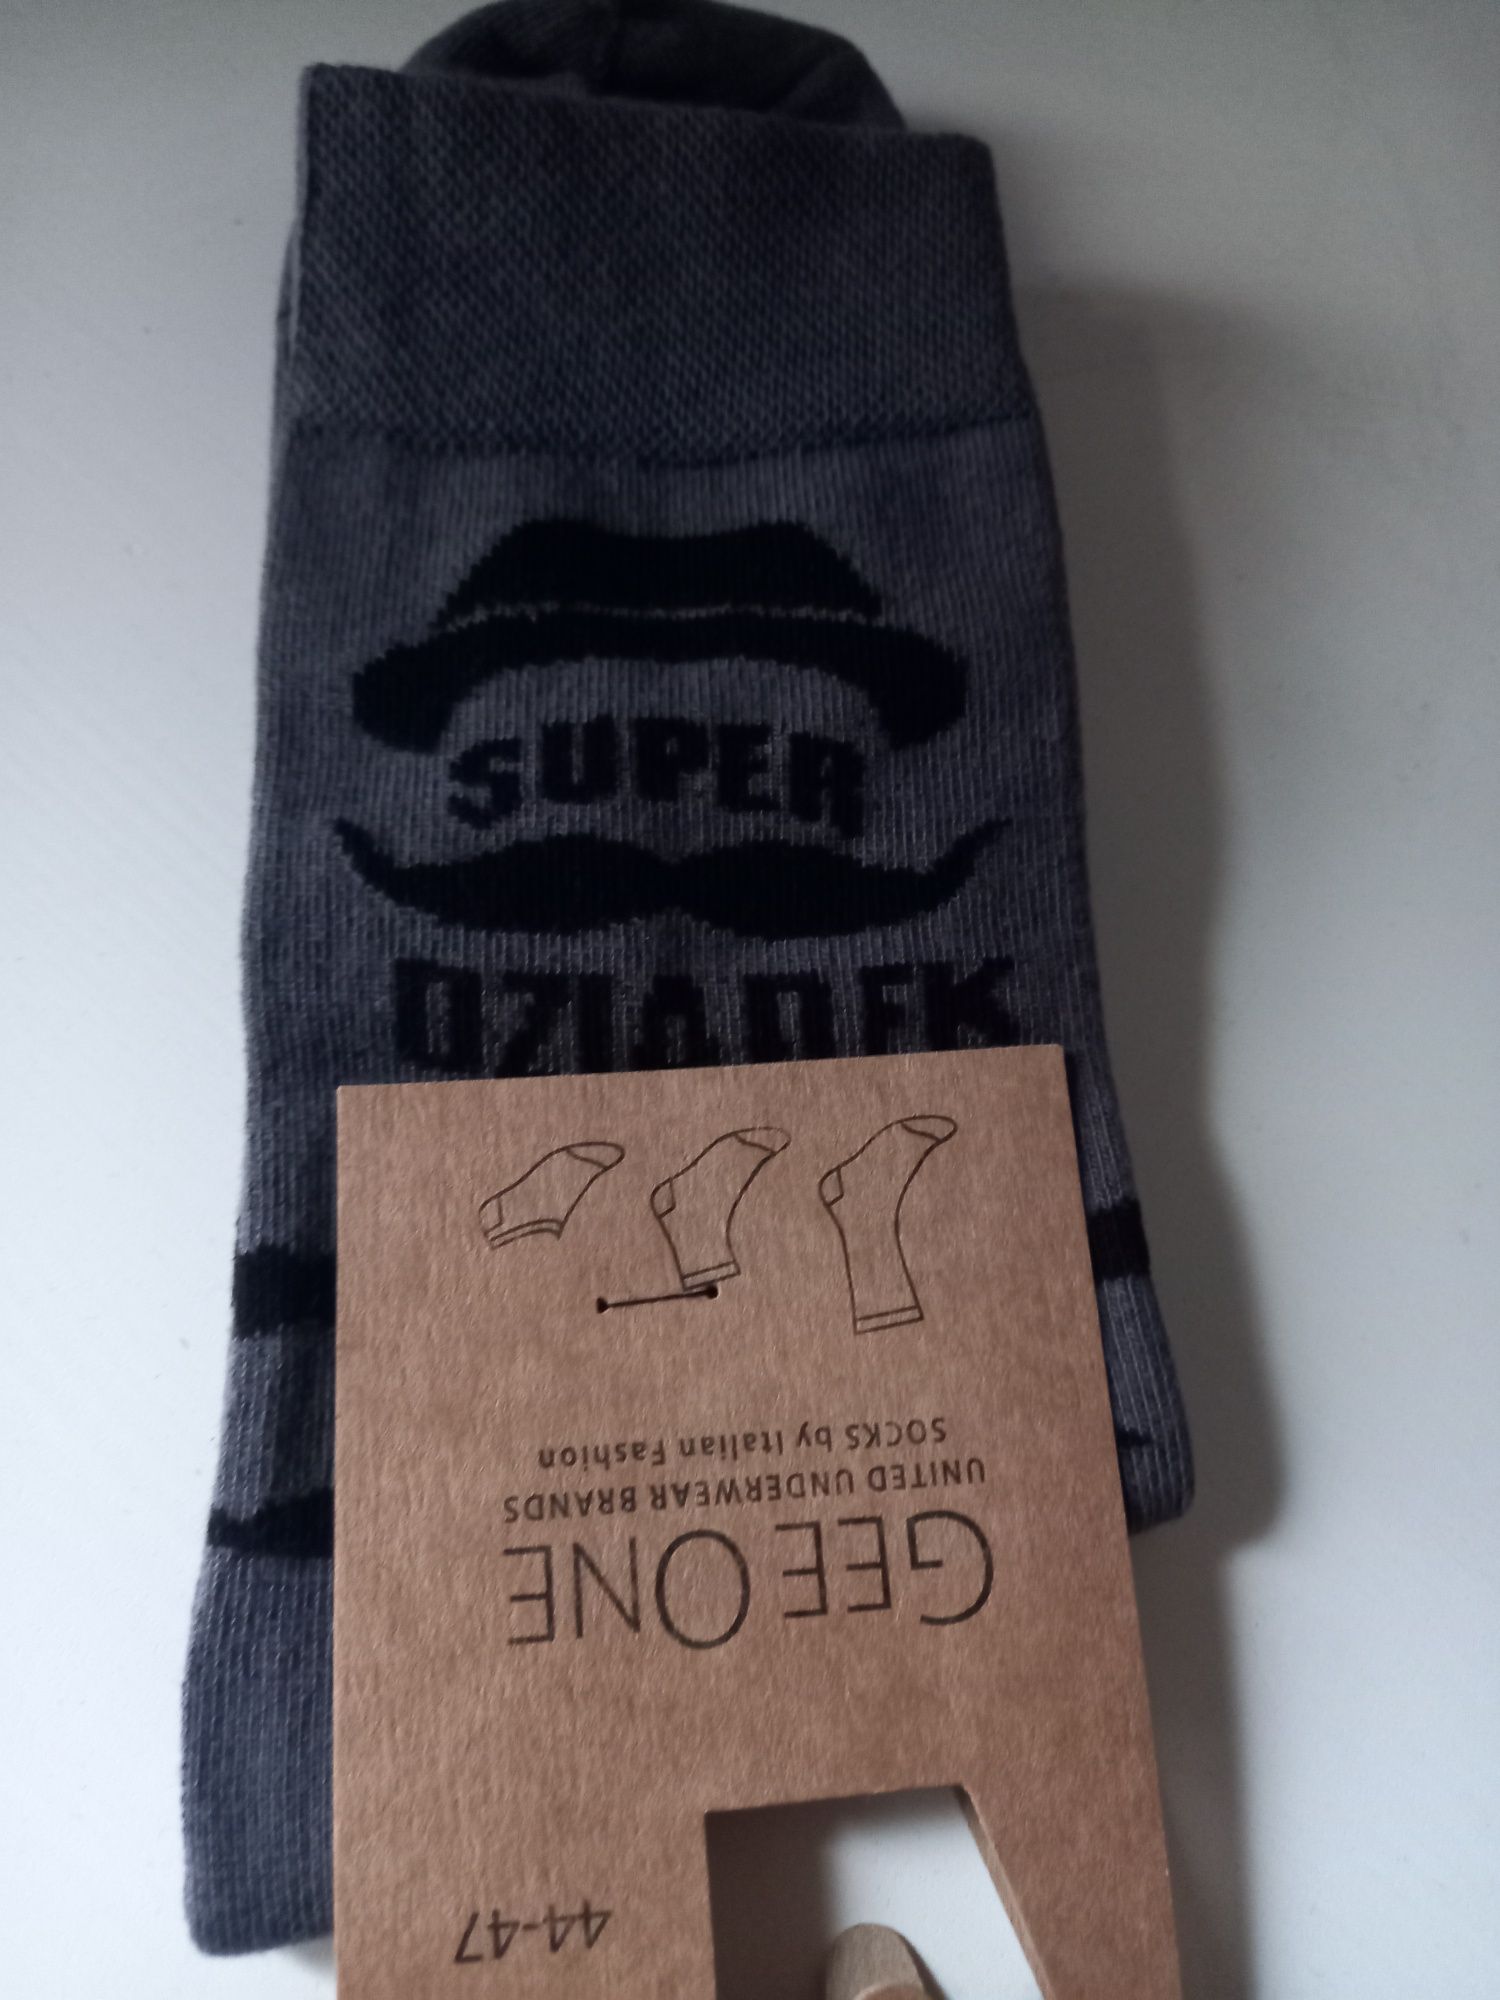 SUPER
DZIADEK
44-47
GEE ONE
UNITED UNDERWEAR BRANDS
SOCKS by Italian Fashion